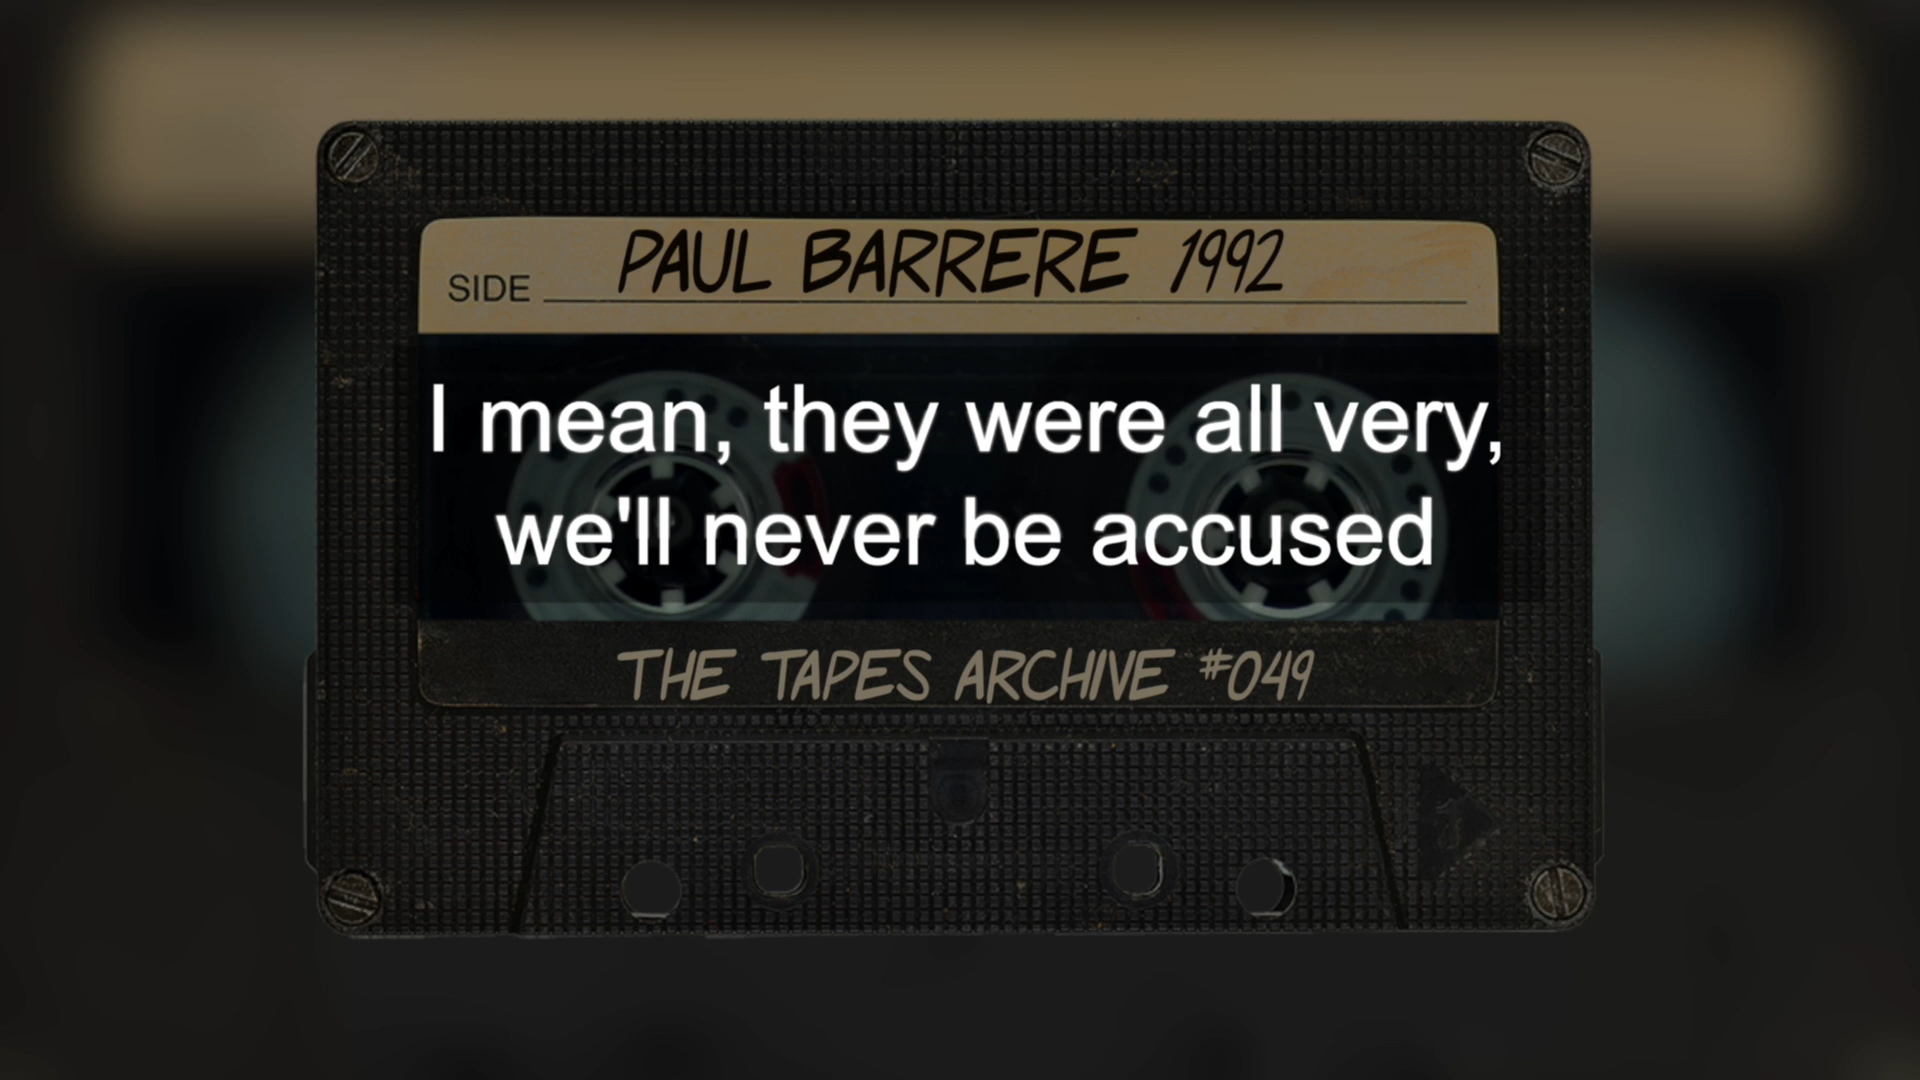 PAUL BARRERE 1992
SIDE
I mean, they were all very,
we'll never be accused
THE TAPES ARCHIVE #049